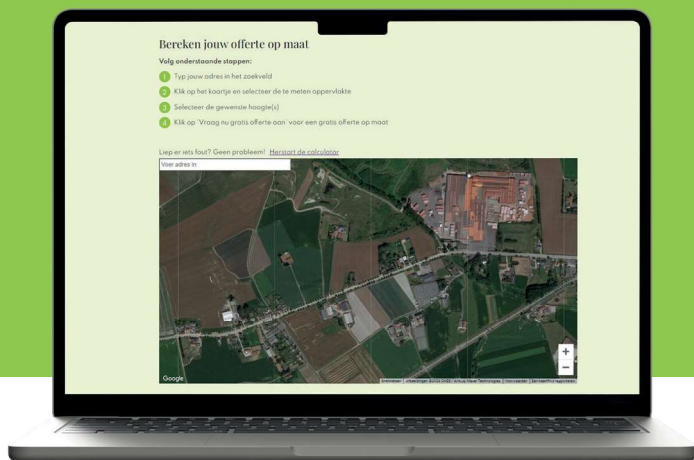 Bereken jouw offerte op maat
Volg onderstaande stappen:
1 Typ jouw adres in het zoekveld
2 Klik op het kaartje en selecteer de te meten oppervlakte
3 Selecteer de gewenste hoogte(s)
4 Klik op 'Vraag nu gratis offerte aan' voor een gratis offerte op maat
Liep er iets fout? Geen probleem! Herstart de calculator
Voer adres in
+
−
Google